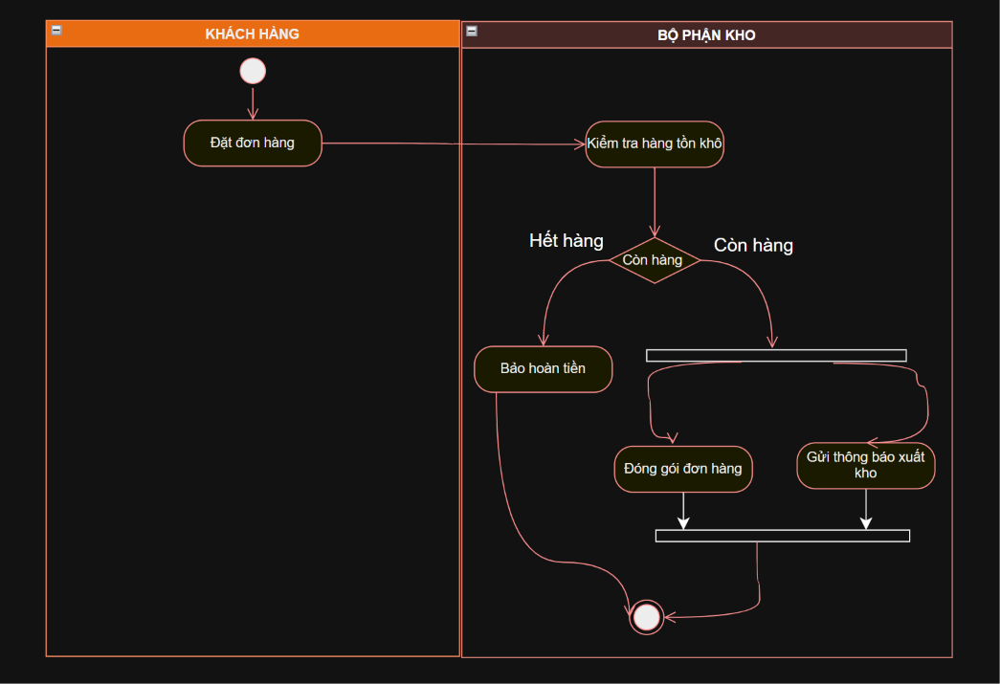 KHÁCH HÀNG
BỘ PHẬN KHO
Đặt đơn hàng
Kiểm tra hàng tồn khô
Hết hàng
Còn hàng
Còn hàng
Bảo hoàn tiền
Đóng gói đơn hàng
Gửi thông báo xuất
kho